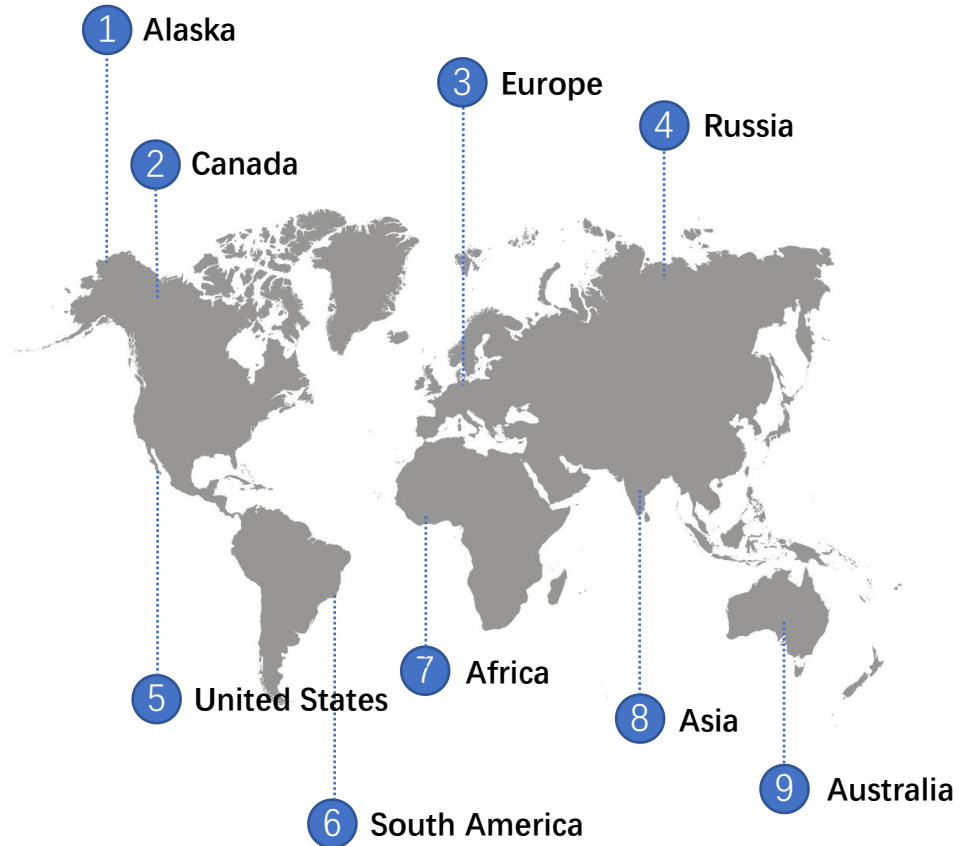 1 Alaska
3 Europe
4 Russia
2 Canada
7 Africa
5 United States
8 Asia
9 Australia
6 South America